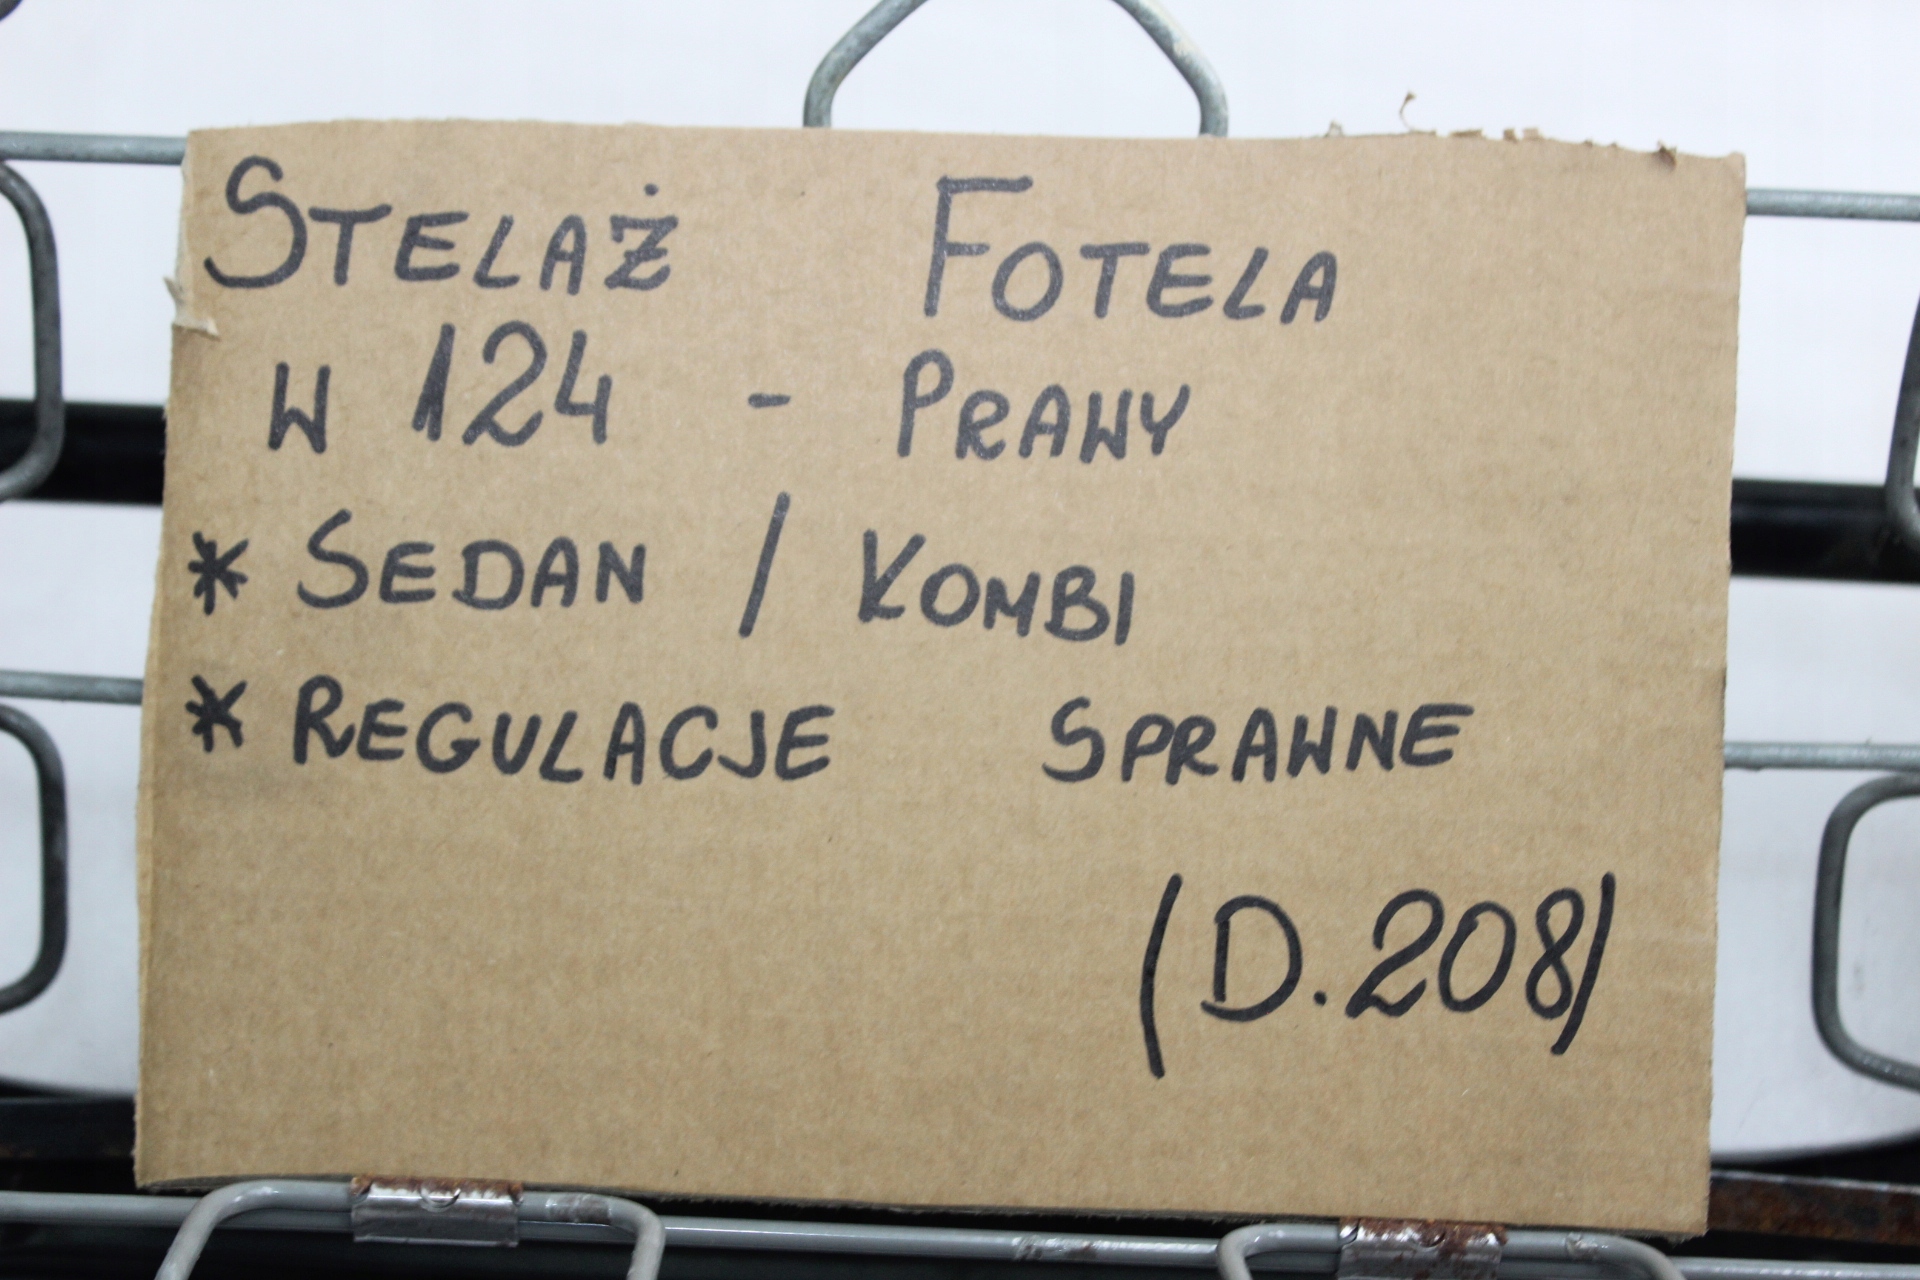 STELAŻ FOTELA
W 124 - PRAWY
* SEDAN / KOMBI
* REGULACJE SPRAWNE
(D.208)